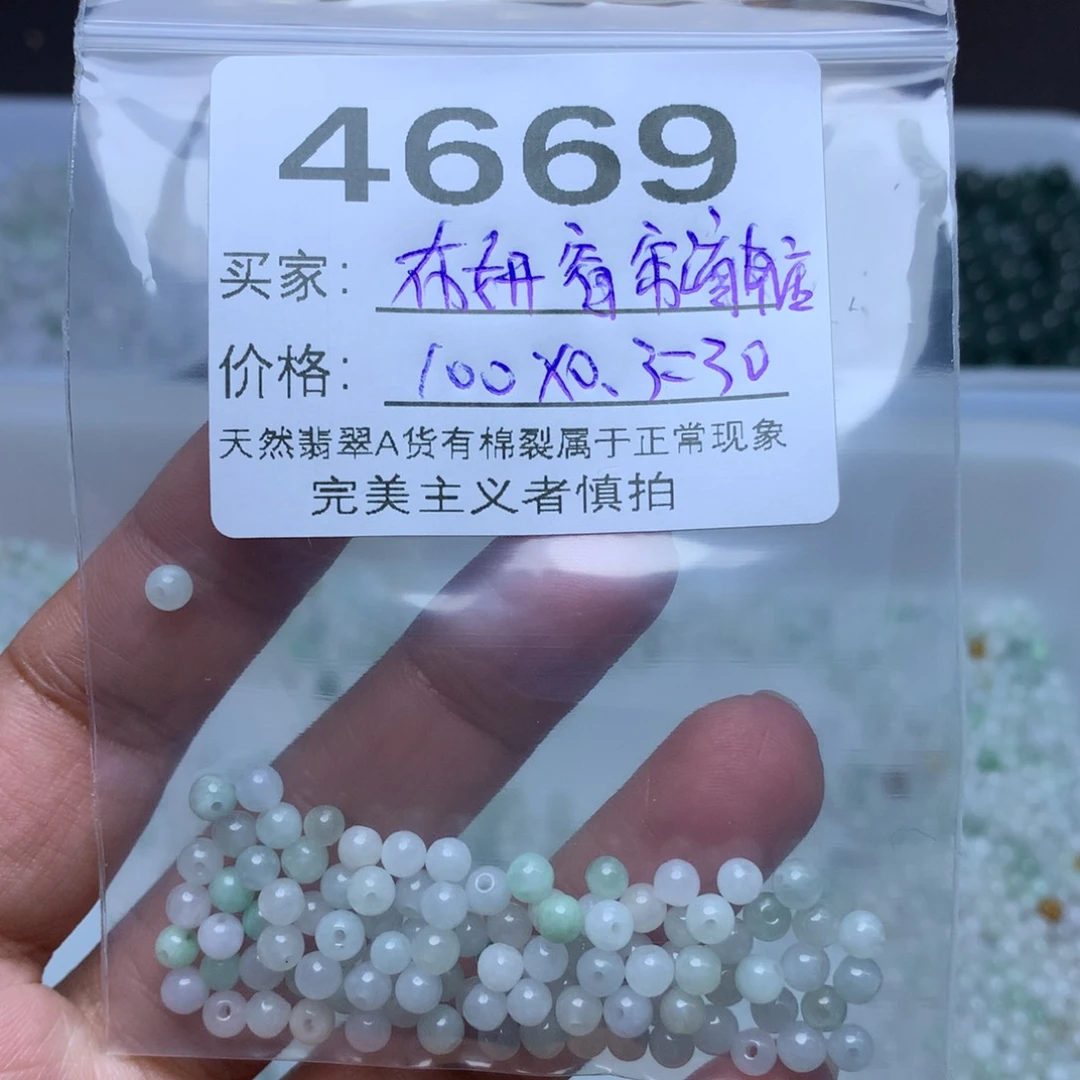 4669
买家：
价格：100X0.3=30
天然翡翠A货有棉裂属于正常现象
完美主义者慎拍